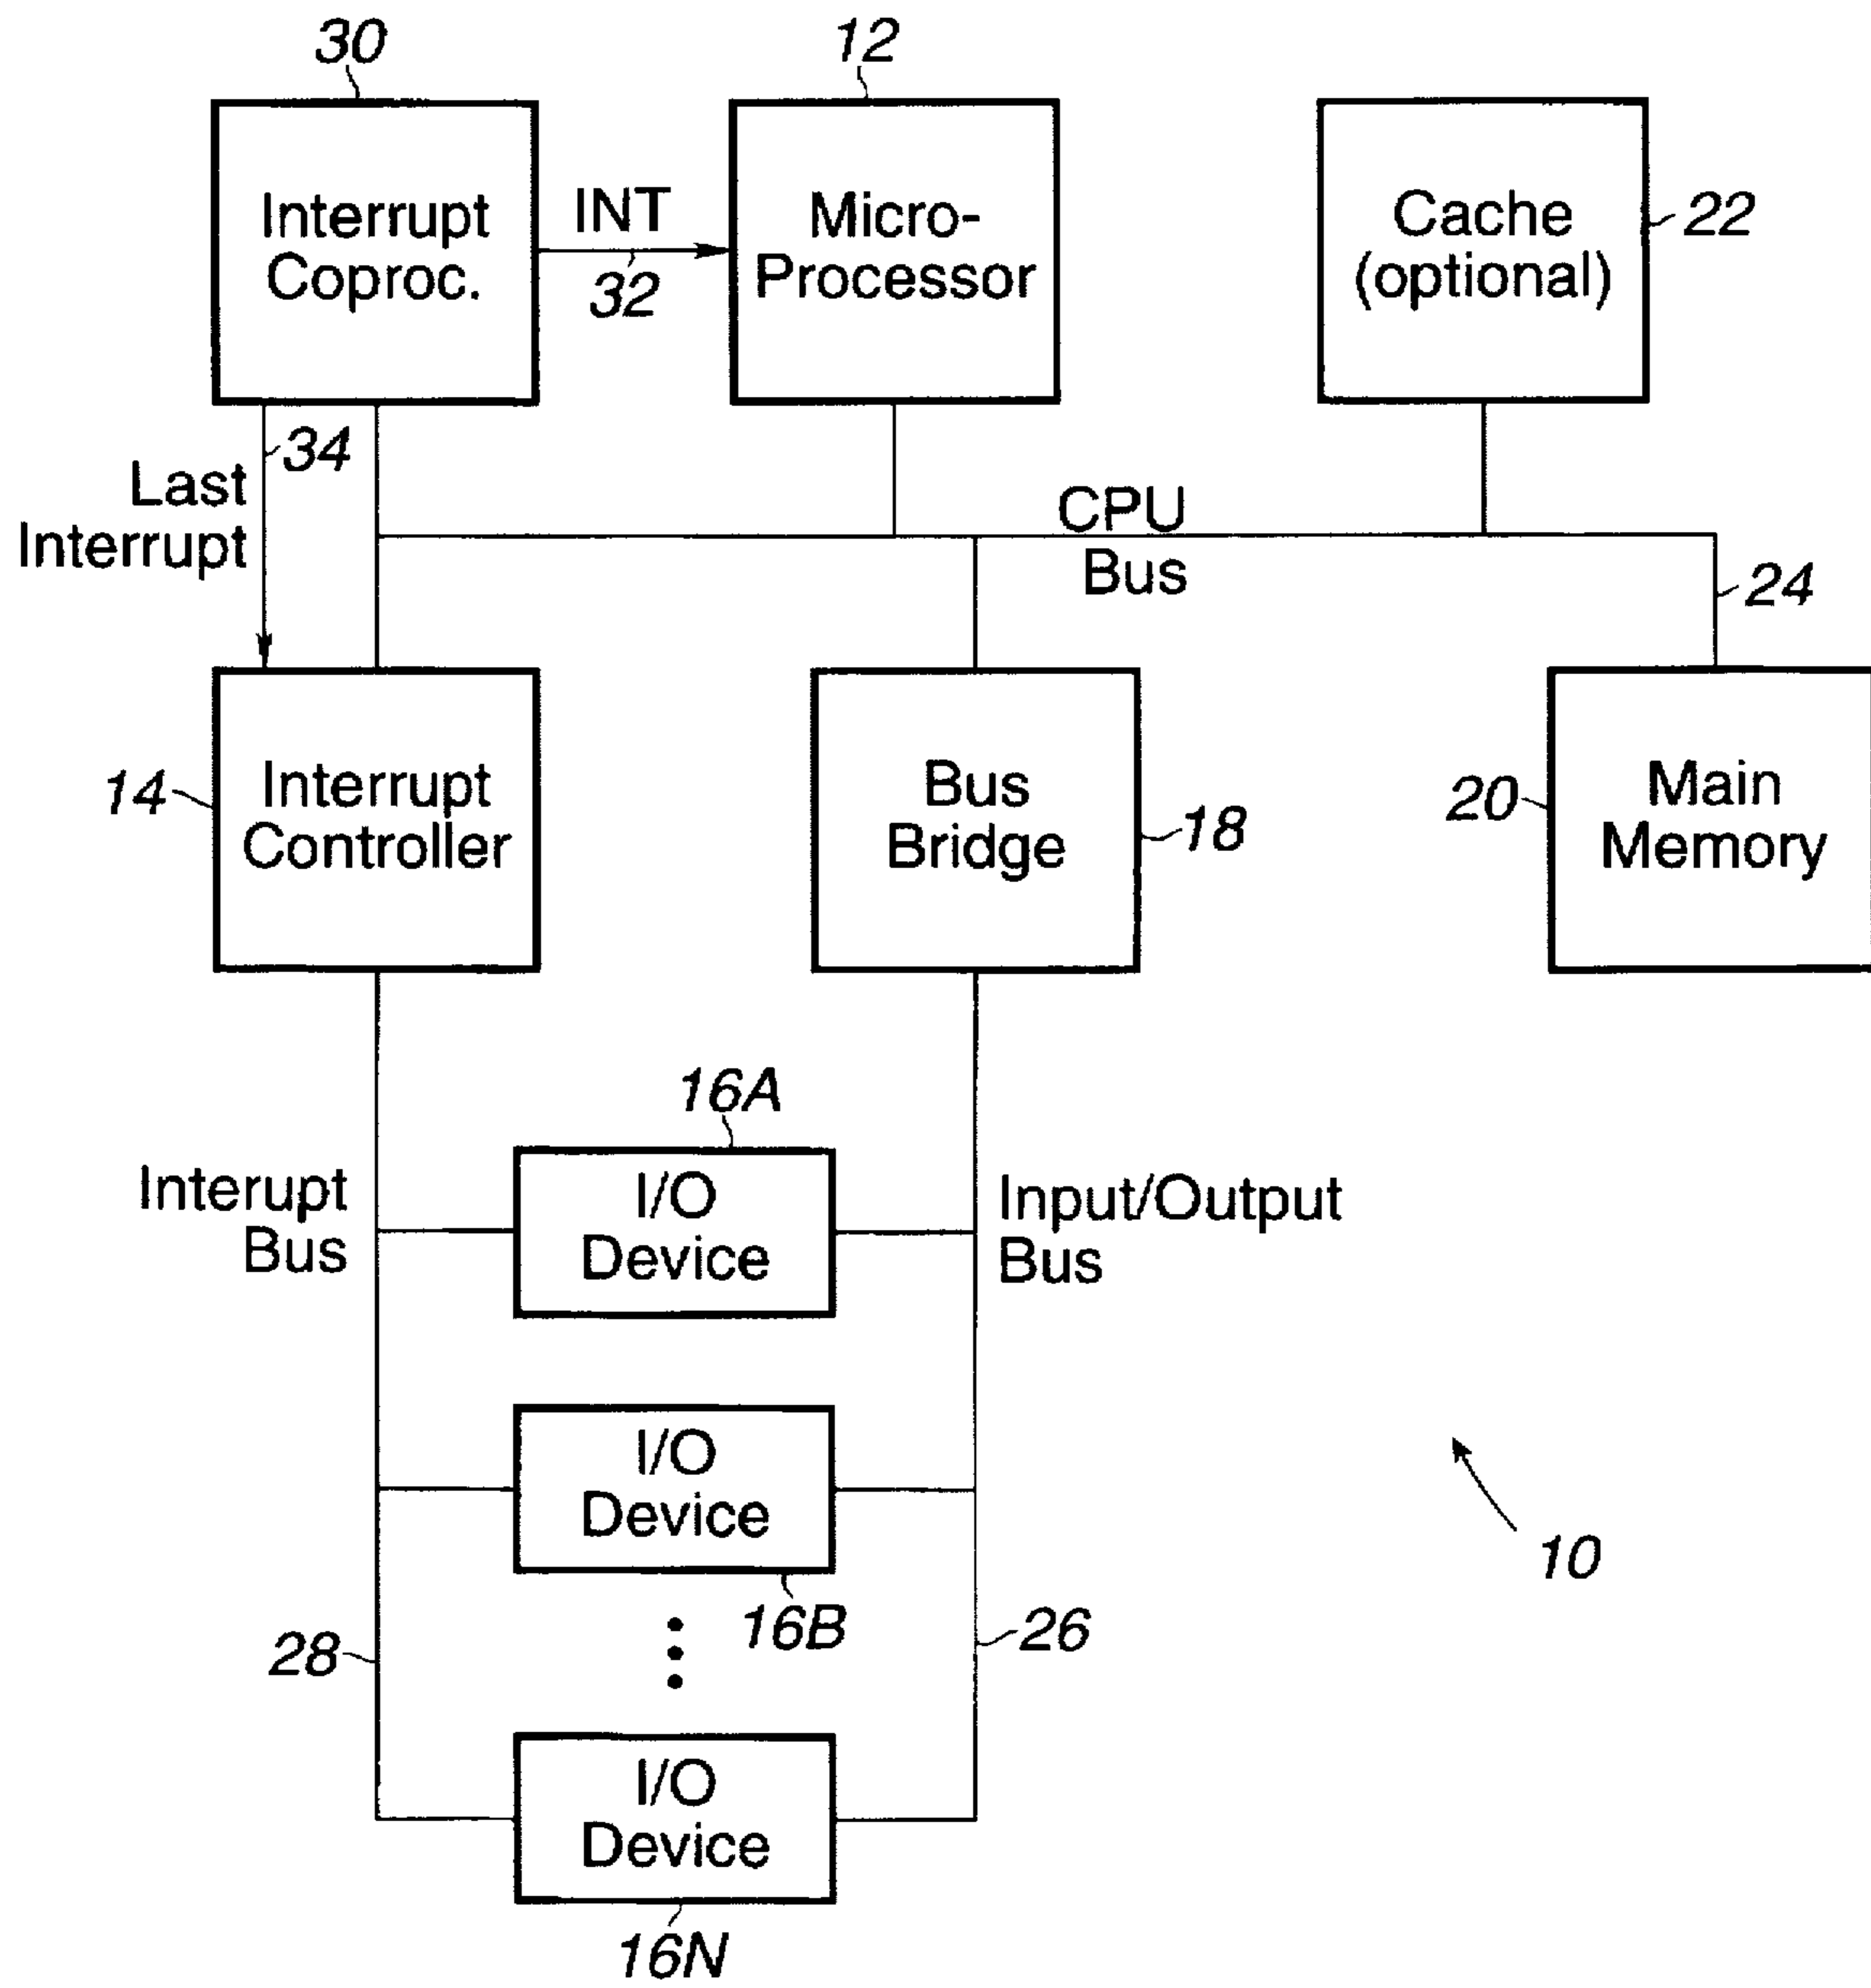 30
12
Interrupt
Coproc.
INT
32
Micro-
Processor
Cache
(optional)
22
34
Last
Interrupt
CPU
Bus
24
14
Interrupt
Controller
Bus
Bridge
18
20
Main
Memory
16A
Interupt
Bus
I/O
Device
Input/Output
Bus
I/O
Device
16B
28
26
10
I/O
Device
16N